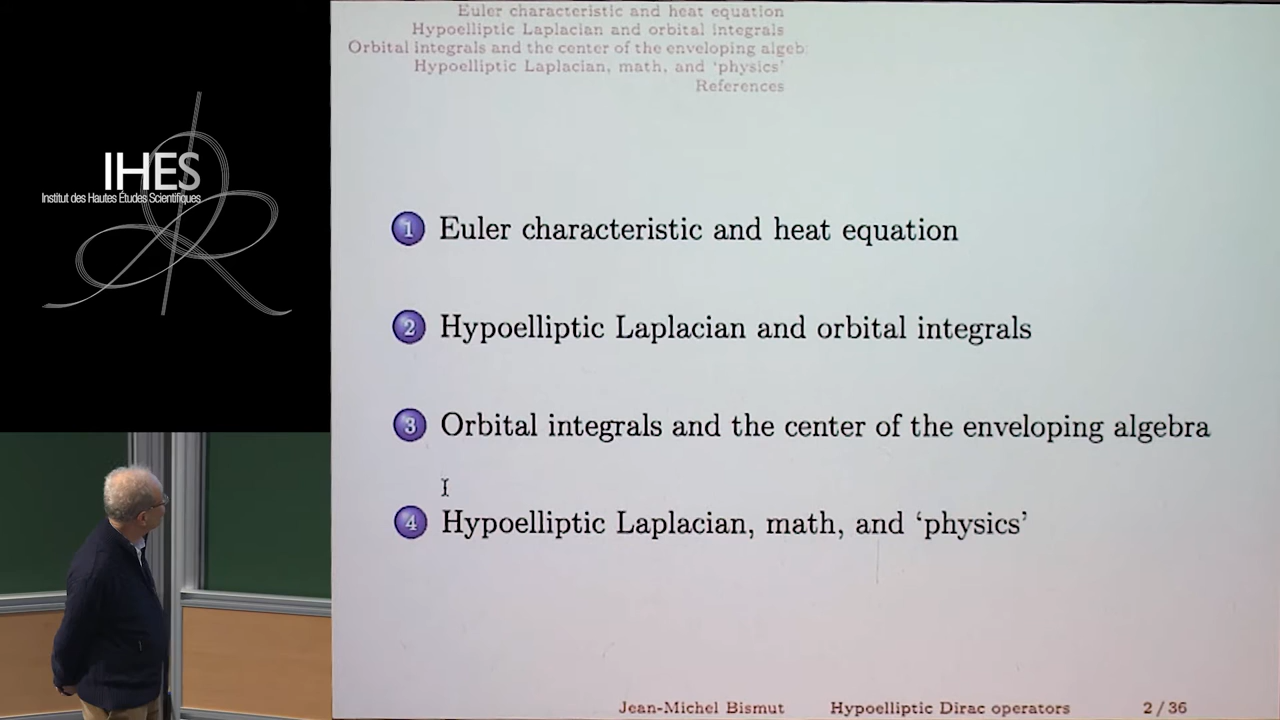 IHES
Institut des Hautes Études Scientifiques
Euler characteristic and heat equation
Hypoelliptic Laplacian and orbital integrals
Orbital integrals and the center of the enveloping algeb
Hypoelliptic Laplacian, math, and ‘physics’
References
1 Euler characteristic and heat equation
2 Hypoelliptic Laplacian and orbital integrals
3 Orbital integrals and the center of the enveloping algebra
4 Hypoelliptic Laplacian, math, and ‘physics’
Jean-Michel Bismut Hypoelliptic Dirac operators 2 / 36